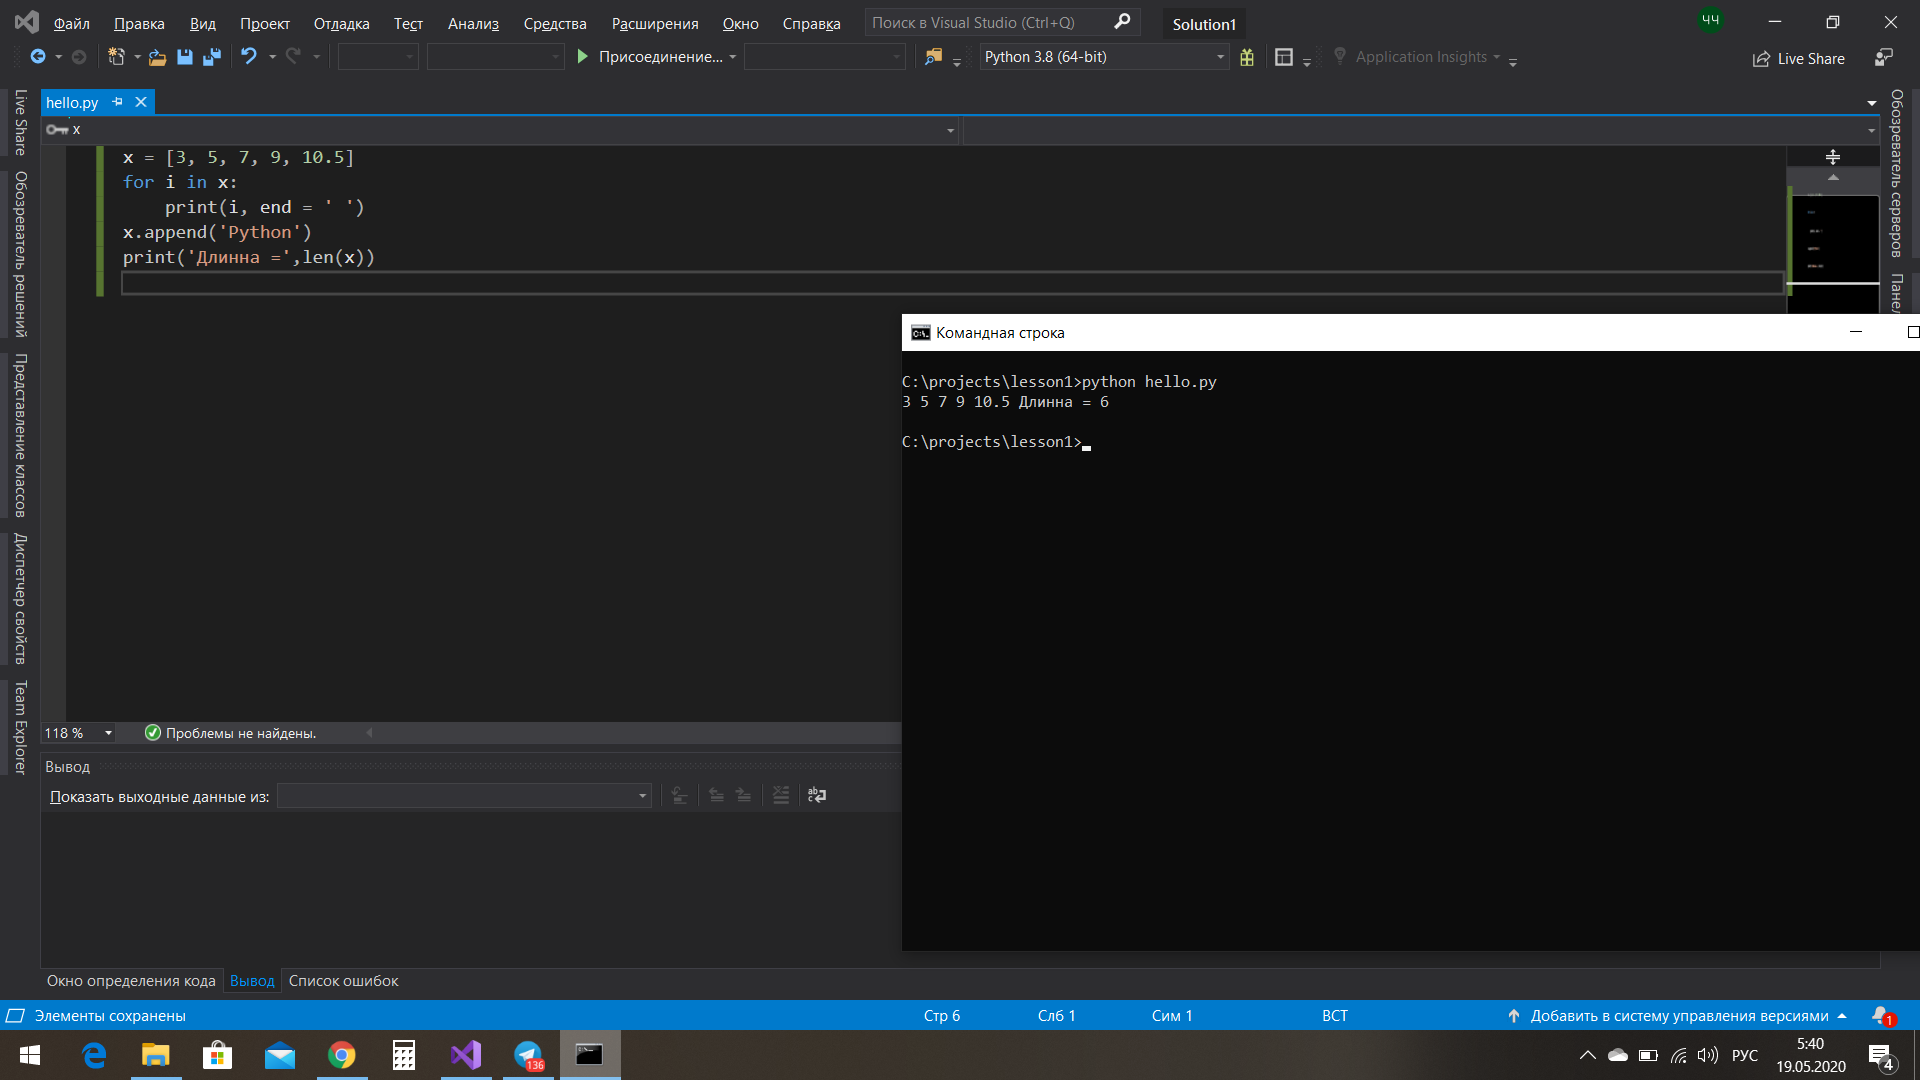 Файл Правка Вид Проект Отладка Тест Анализ Средства Расширения Окно Справка Поиск в Visual Studio (Ctrl+Q) Solution1 ЧЧ
Присоединение... Python 3.8 (64-bit) Application Insights Live Share
hello.py
x
x = [3, 5, 7, 9, 10.5]
for i in x:
    print(i, end = ' ')
x.append('Python')
print('Длинна =',len(x))
Live Share
Обозреватель решений
Представление классов
Диспетчер свойств
Team Explorer
Обозреватель серверов
Командная строка
C:\projects\lesson1>python hello.py
3 5 7 9 10.5 Длинна = 6
C:\projects\lesson1>
118 % Проблемы не найдены.
Вывод
Показать выходные данные из:
Окно определения кода Вывод Список ошибок
Элементы сохранены Стр 6 Слб 1 Сим 1 ВСТ Добавить в систему управления версиями 1
136 РУС 5:40
19.05.2020 4